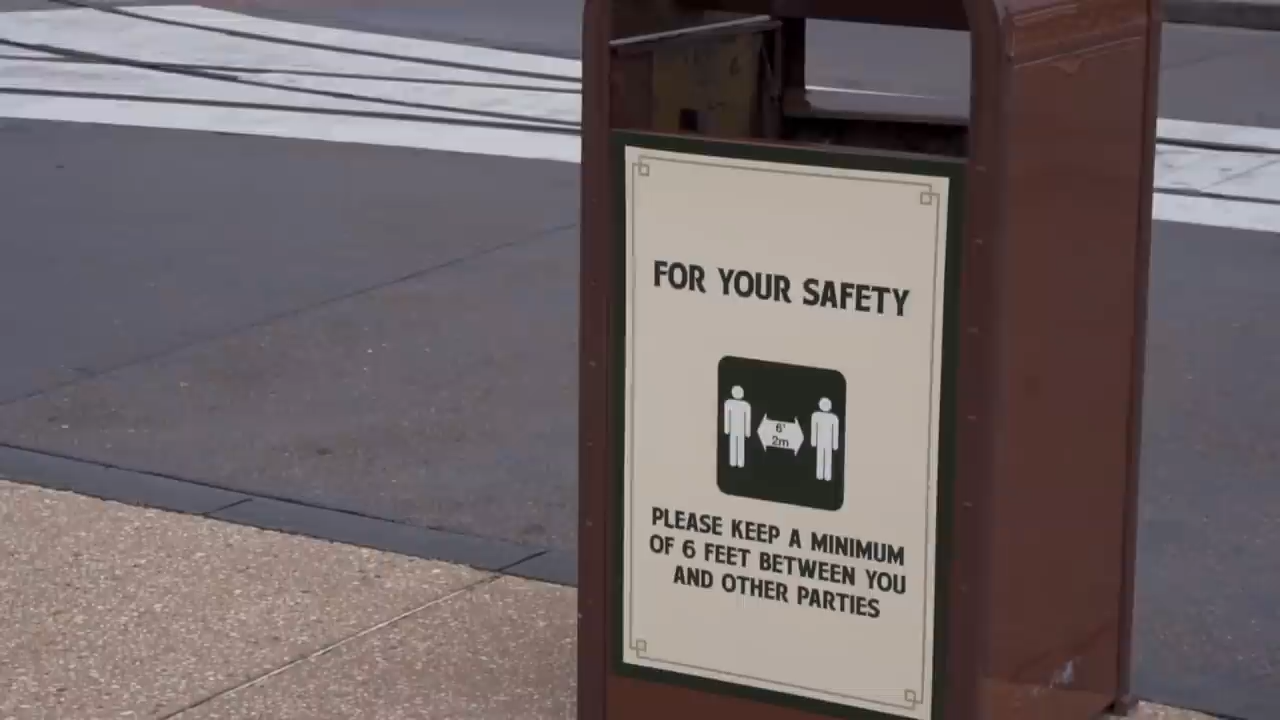 FOR YOUR SAFETY
6'
2m
PLEASE KEEP A MINIMUM
OF 6 FEET BETWEEN YOU
AND OTHER PARTIES